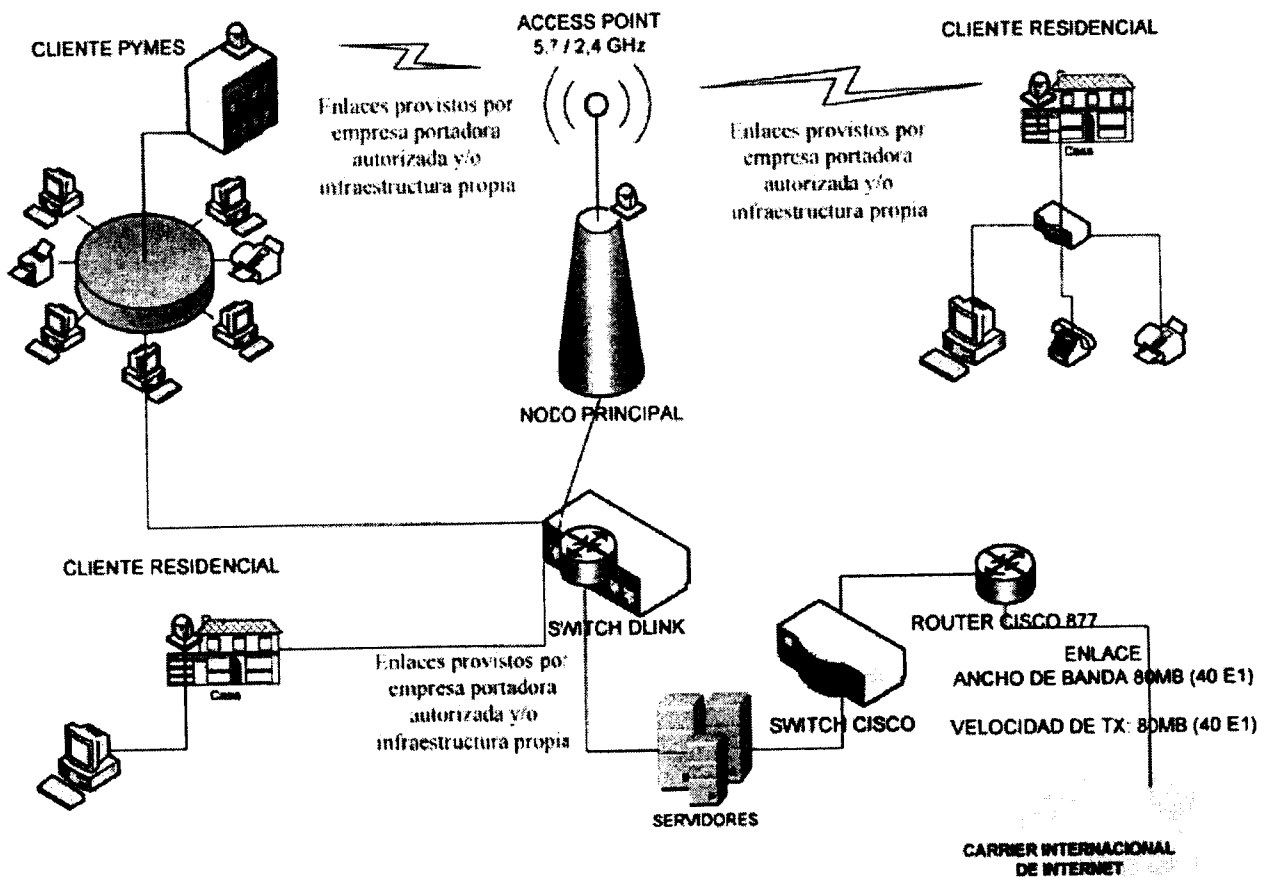 CLIENTE PYMES
ACCESS POINT
5.7 / 2,4 GHz
CLIENTE RESIDENCIAL
Enlaces provistos por
empresa portadora
autorizada y/o
infraestructura propia
Enlaces provistos por
empresa portadora
autorizada y/o
infraestructura propia
Casa
NODO PRINCIPAL
CLIENTE RESIDENCIAL
Casa
SWITCH DLINK
Enlaces provistos por
empresa portadora
autorizada y/o
infraestructura propia
ROUTER CISCO 877
ENLACE
ANCHO DE BANDA 80MB (40 E1)
VELOCIDAD DE TX: 80MB (40 E1)
SWITCH CISCO
SERVIDORES
CARRIER INTERNACIONAL
DE INTERNET